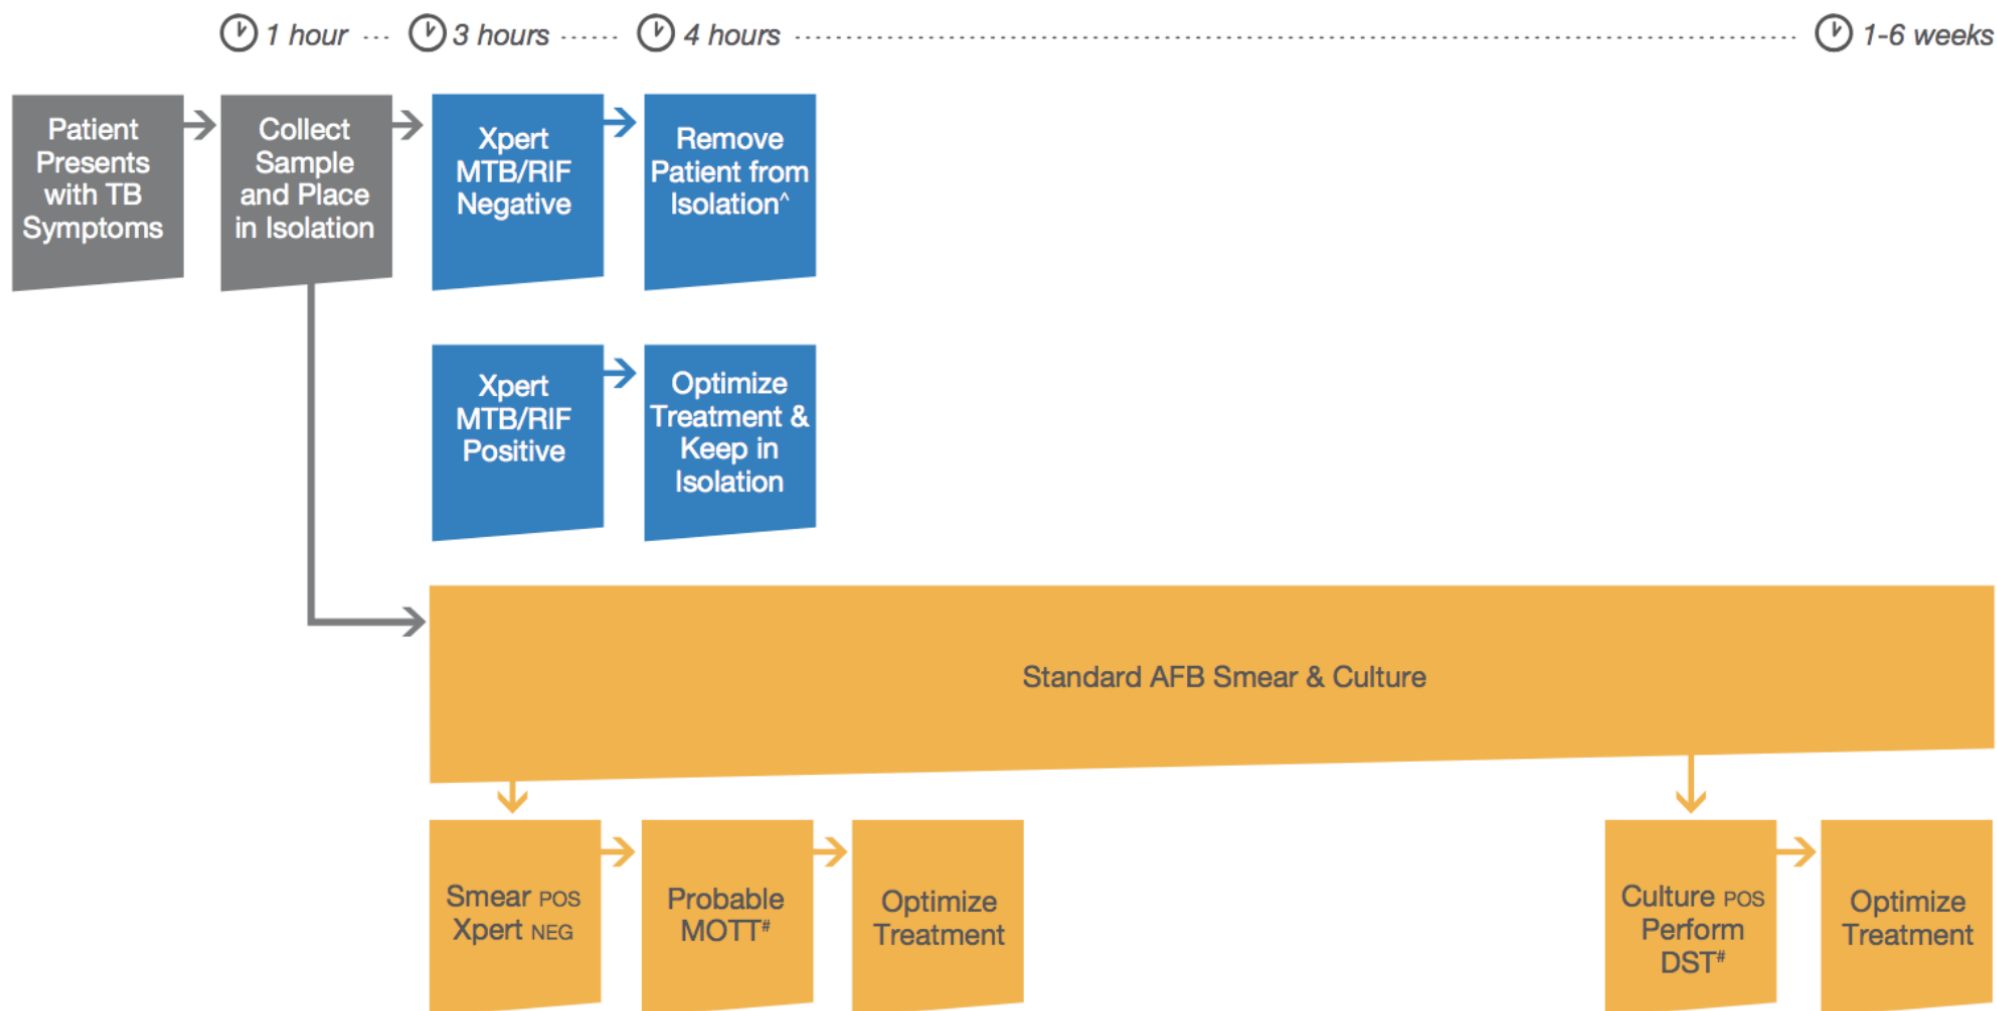 1 hour
3 hours
4 hours
1-6 weeks
Patient
Presents
with TB
Symptoms
Collect
Sample
and Place
in Isolation
Xpert
MTB/RIF
Negative
Remove
Patient from
Isolation^
Xpert
MTB/RIF
Positive
Optimize
Treatment &
Keep in
Isolation
Standard AFB Smear & Culture
Smear POS
Xpert NEG
Probable
MOTT#
Optimize
Treatment
Culture POS
Perform
DST#
Optimize
Treatment